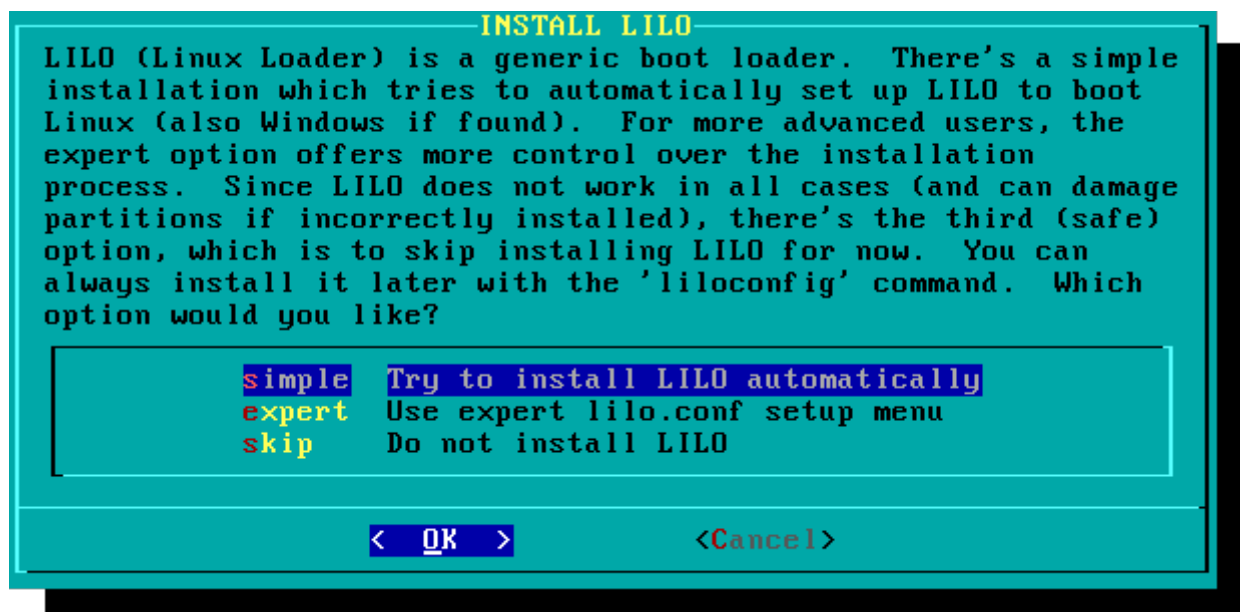 INSTALL LILO
LILO (Linux Loader) is a generic boot loader.  There's a simple
installation which tries to automatically set up LILO to boot
Linux (also Windows if found).  For more advanced users, the
expert option offers more control over the installation
process.  Since LILO does not work in all cases (and can damage
partitions if incorrectly installed), there's the third (safe)
option, which is to skip installing LILO for now.  You can
always install it later with the 'liloconfig' command.  Which
option would you like?
simple  Try to install LILO automatically
expert  Use expert lilo.conf setup menu
skip    Do not install LILO
<  OK  >          <Cancel>